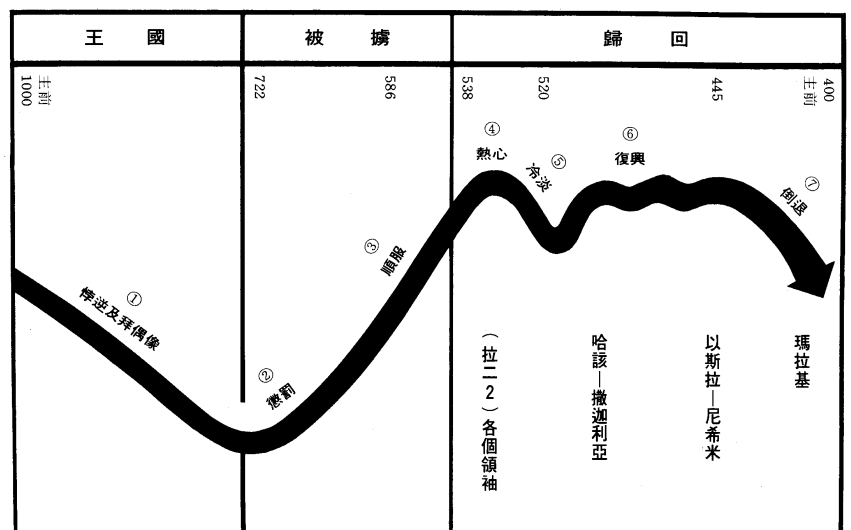 王國
被擄
歸回
主前
1000
722
586
538
520
445
400
主前
①
悖逆及拜偶像
②
懲罰
③
順服
④
熱心
⑤
冷淡
⑥
復興
⑦
倒退
（拉二2）各個領袖
哈該—撒迦利亞
以斯拉—尼希米
瑪拉基